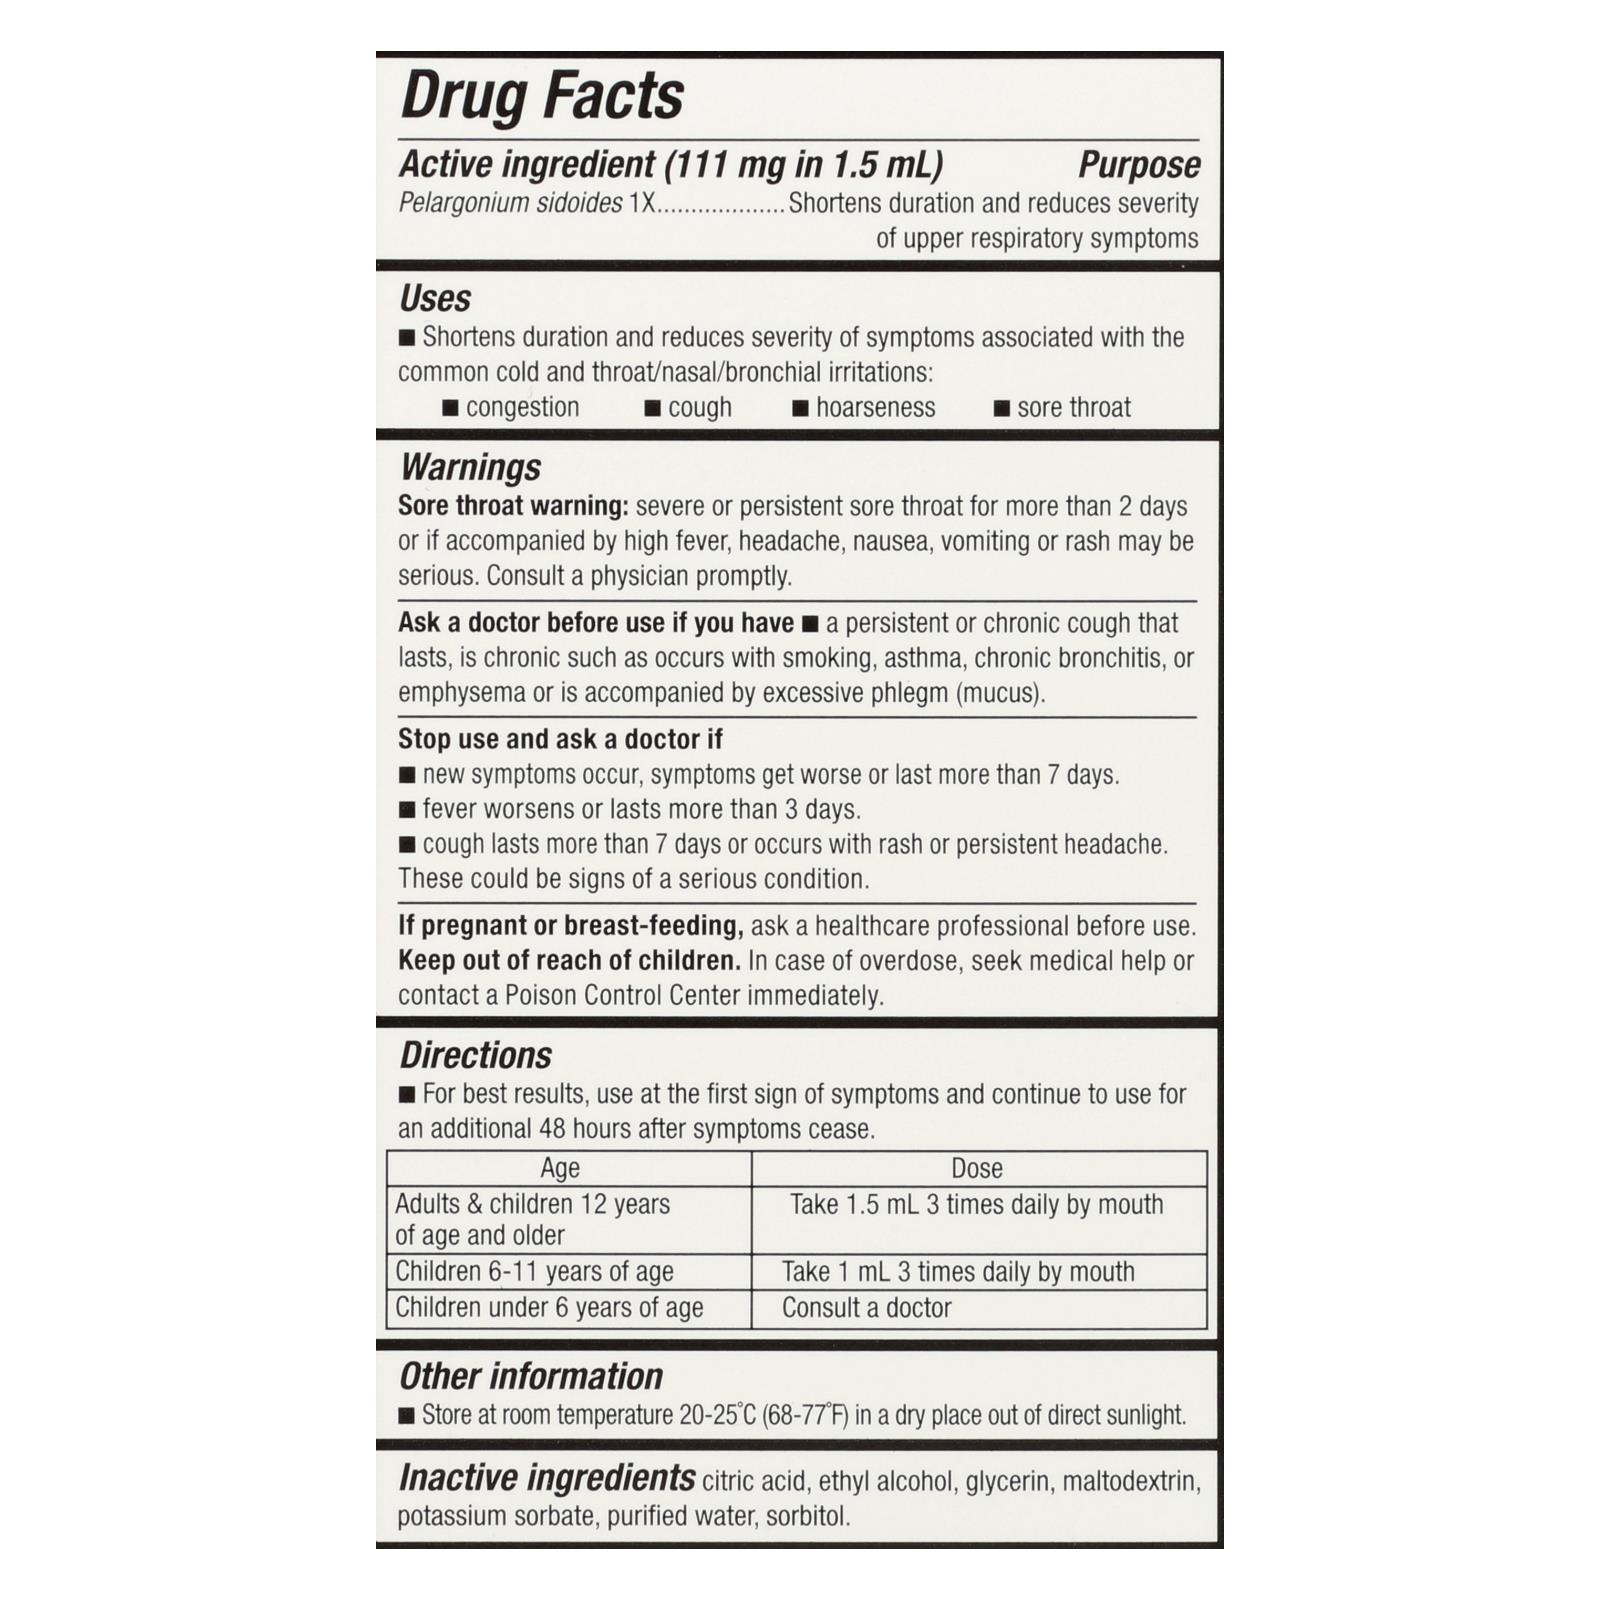 Drug Facts
Active ingredient (111 mg in 1.5 mL) Purpose
Pelargonium sidoides 1X...................Shortens duration and reduces severity
of upper respiratory symptoms
Uses
■ Shortens duration and reduces severity of symptoms associated with the
common cold and throat/nasal/bronchial irritations:
■ congestion ■ cough ■ hoarseness ■ sore throat
Warnings
Sore throat warning: severe or persistent sore throat for more than 2 days
or if accompanied by high fever, headache, nausea, vomiting or rash may be
serious. Consult a physician promptly.
Ask a doctor before use if you have ■ a persistent or chronic cough that
lasts, is chronic such as occurs with smoking, asthma, chronic bronchitis, or
emphysema or is accompanied by excessive phlegm (mucus).
Stop use and ask a doctor if
■ new symptoms occur, symptoms get worse or last more than 7 days.
■ fever worsens or lasts more than 3 days.
■ cough lasts more than 7 days or occurs with rash or persistent headache.
These could be signs of a serious condition.
If pregnant or breast-feeding, ask a healthcare professional before use.
Keep out of reach of children. In case of overdose, seek medical help or
contact a Poison Control Center immediately.
Directions
■ For best results, use at the first sign of symptoms and continue to use for
an additional 48 hours after symptoms cease.
Age Dose
Adults & children 12 years Take 1.5 mL 3 times daily by mouth
of age and older
Children 6-11 years of age Take 1 mL 3 times daily by mouth
Children under 6 years of age Consult a doctor
Other information
■ Store at room temperature 20-25°C (68-77°F) in a dry place out of direct sunlight.
Inactive ingredients citric acid, ethyl alcohol, glycerin, maltodextrin,
potassium sorbate, purified water, sorbitol.